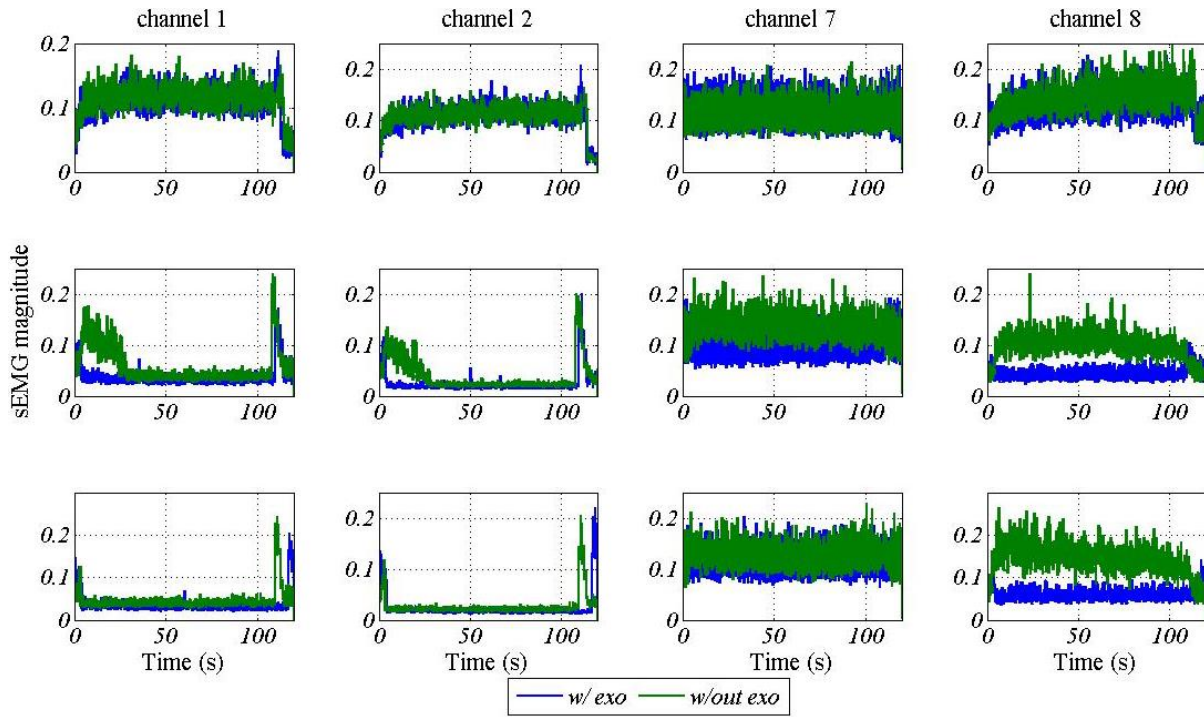 channel 1 channel 2 channel 7 channel 8
0.2 0.2 0.2 0.2
0.1 0.1 0.1 0.1
0 0 0 0
0 50 100 0 50 100 0 50 100 0 50 100
sEMG magnitude
0.2 0.2 0.2 0.2
0.1 0.1 0.1 0.1
0 0 0 0
0 50 100 0 50 100 0 50 100 0 50 100
0.2 0.2 0.2 0.2
0.1 0.1 0.1 0.1
0 0 0 0
0 50 100 0 50 100 0 50 100 0 50 100
Time (s) Time (s) Time (s) Time (s)
w/ exo w/out exo